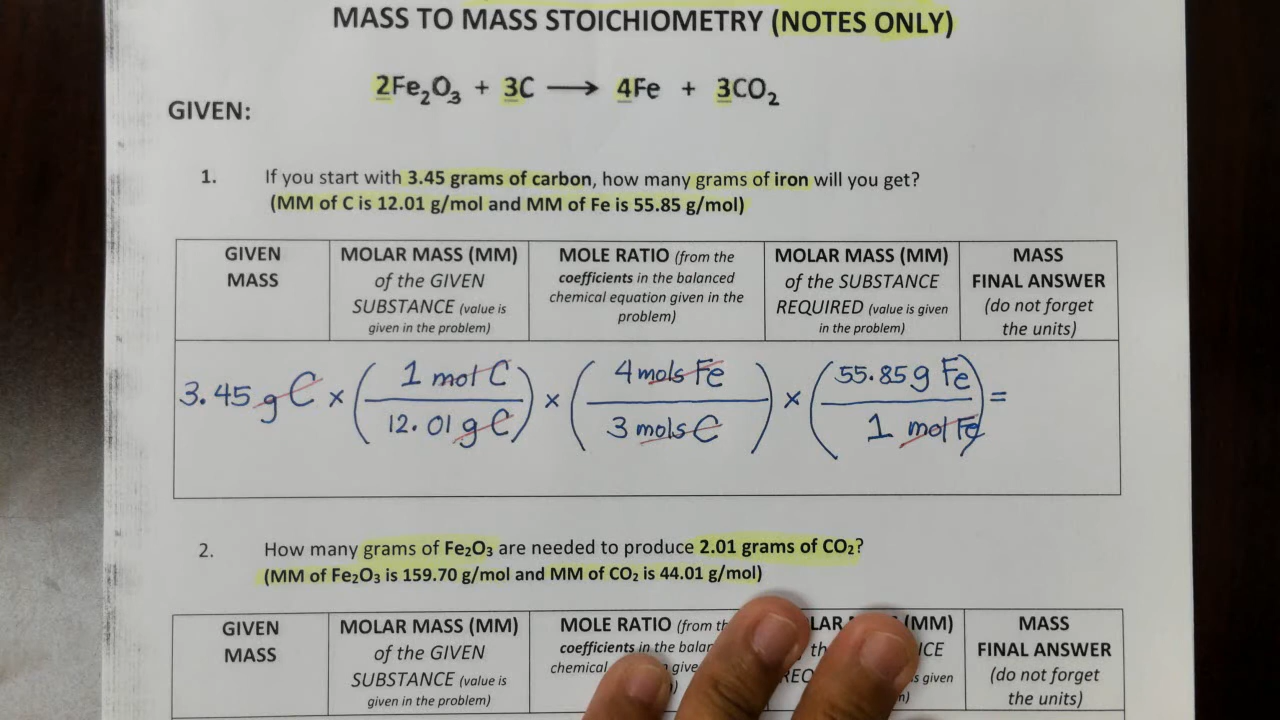 MASS TO MASS STOICHIOMETRY (NOTES ONLY)
2Fe₂O₃ + 3C ⟶ 4Fe + 3CO₂
GIVEN:
1. If you start with 3.45 grams of carbon, how many grams of iron will you get?
(MM of C is 12.01 g/mol and MM of Fe is 55.85 g/mol)
GIVEN
MASS
MOLAR MASS (MM)
of the GIVEN
SUBSTANCE (value is
given in the problem)
MOLE RATIO (from the
coefficients in the balanced
chemical equation given in the
problem)
MOLAR MASS (MM)
of the SUBSTANCE
REQUIRED (value is given
in the problem)
MASS
FINAL ANSWER
(do not forget
the units)
3.45 g C × (1 mol C / 12.01 g C) × (4 mols Fe / 3 mols C) × (55.85 g Fe / 1 mol Fe) =
2. How many grams of Fe₂O₃ are needed to produce 2.01 grams of CO₂?
(MM of Fe₂O₃ is 159.70 g/mol and MM of CO₂ is 44.01 g/mol)
GIVEN
MASS
MOLAR MASS (MM)
of the GIVEN
SUBSTANCE (value is
given in the problem)
MOLE RATIO (from
coefficients in the
chemical
(MM)
given
MASS
FINAL ANSWER
(do not forget
the units)